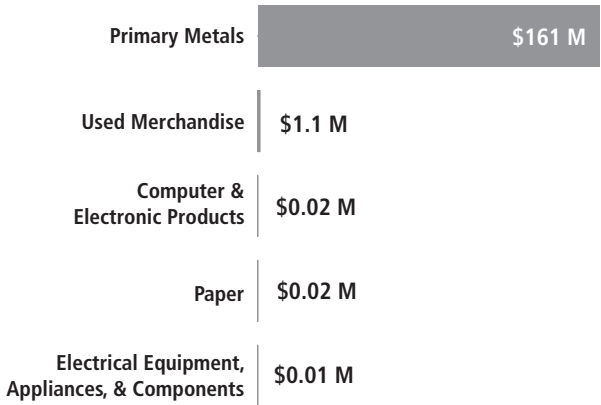 Primary Metals
$161 M
Used Merchandise
$1.1 M
Computer &
Electronic Products
$0.02 M
Paper
$0.02 M
Electrical Equipment,
Appliances, & Components
$0.01 M